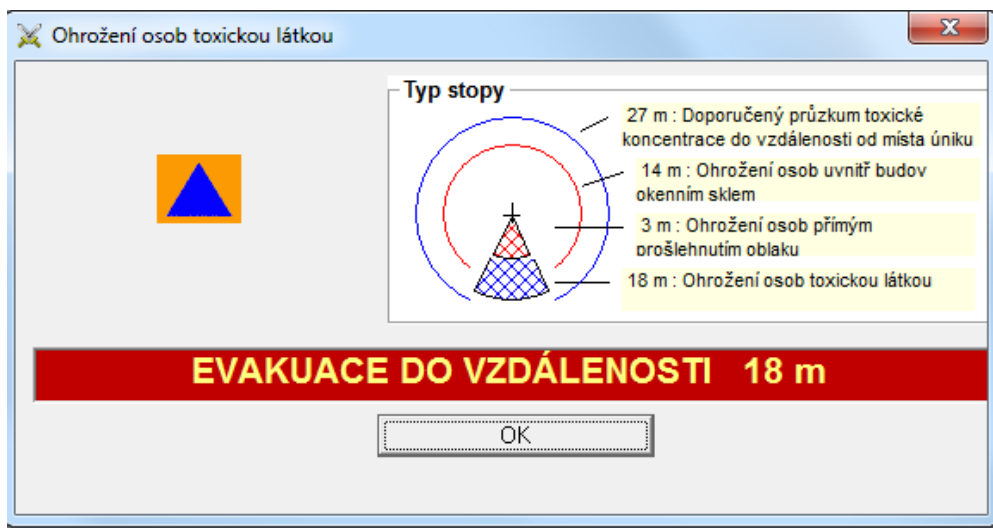 Ohrožení osob toxickou látkou
Typ stopy
27 m : Doporučený průzkum toxické
koncentrace do vzdálenosti od místa úniku
14 m : Ohrožení osob uvnitř budov
okenním sklem
3 m : Ohrožení osob přímým
prošlehnutím oblaku
18 m : Ohrožení osob toxickou látkou
EVAKUACE DO VZDÁLENOSTI 18 m
OK